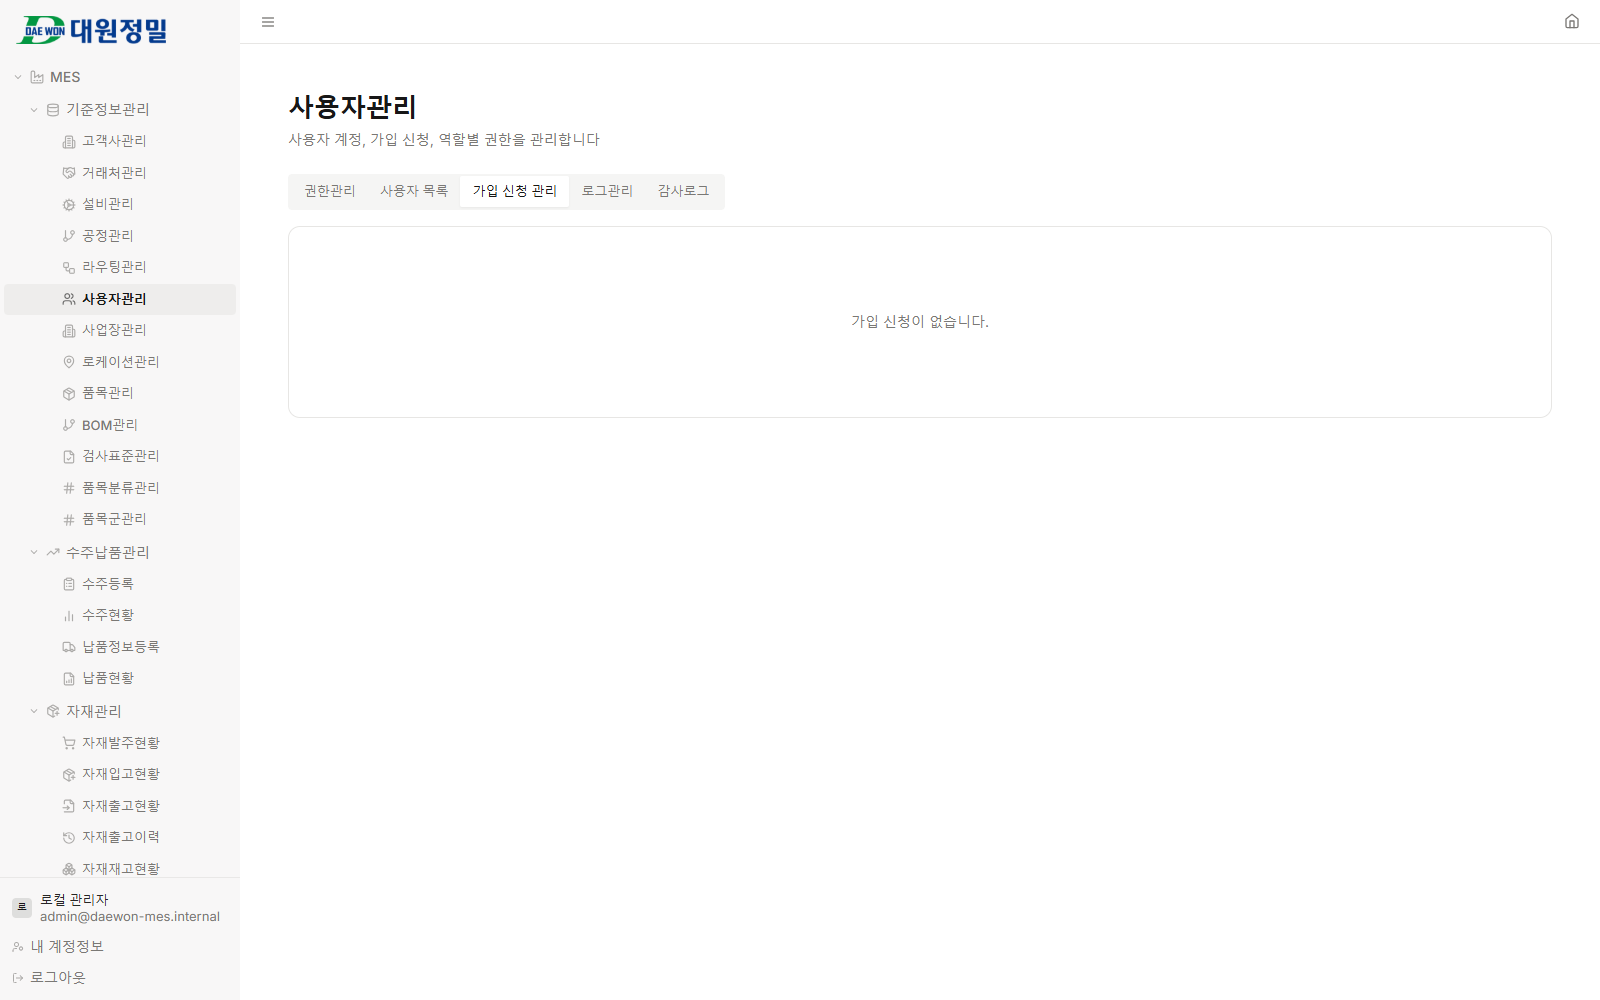 DAE WON 대원정밀
MES
기준정보관리
고객사관리
거래처관리
설비관리
공정관리
라우팅관리
사용자관리
사업장관리
로케이션관리
품목관리
BOM관리
검사표준관리
품목분류관리
품목군관리
수주납품관리
수주등록
수주현황
납품정보등록
납품현황
자재관리
자재발주현황
자재입고현황
자재출고현황
자재출고이력
자재재고현황
로
로컬 관리자
admin@daewon-mes.internal
내 계정정보
로그아웃
사용자관리
사용자 계정, 가입 신청, 역할별 권한을 관리합니다
권한관리 사용자 목록 가입 신청 관리 로그관리 감사로그
가입 신청이 없습니다.